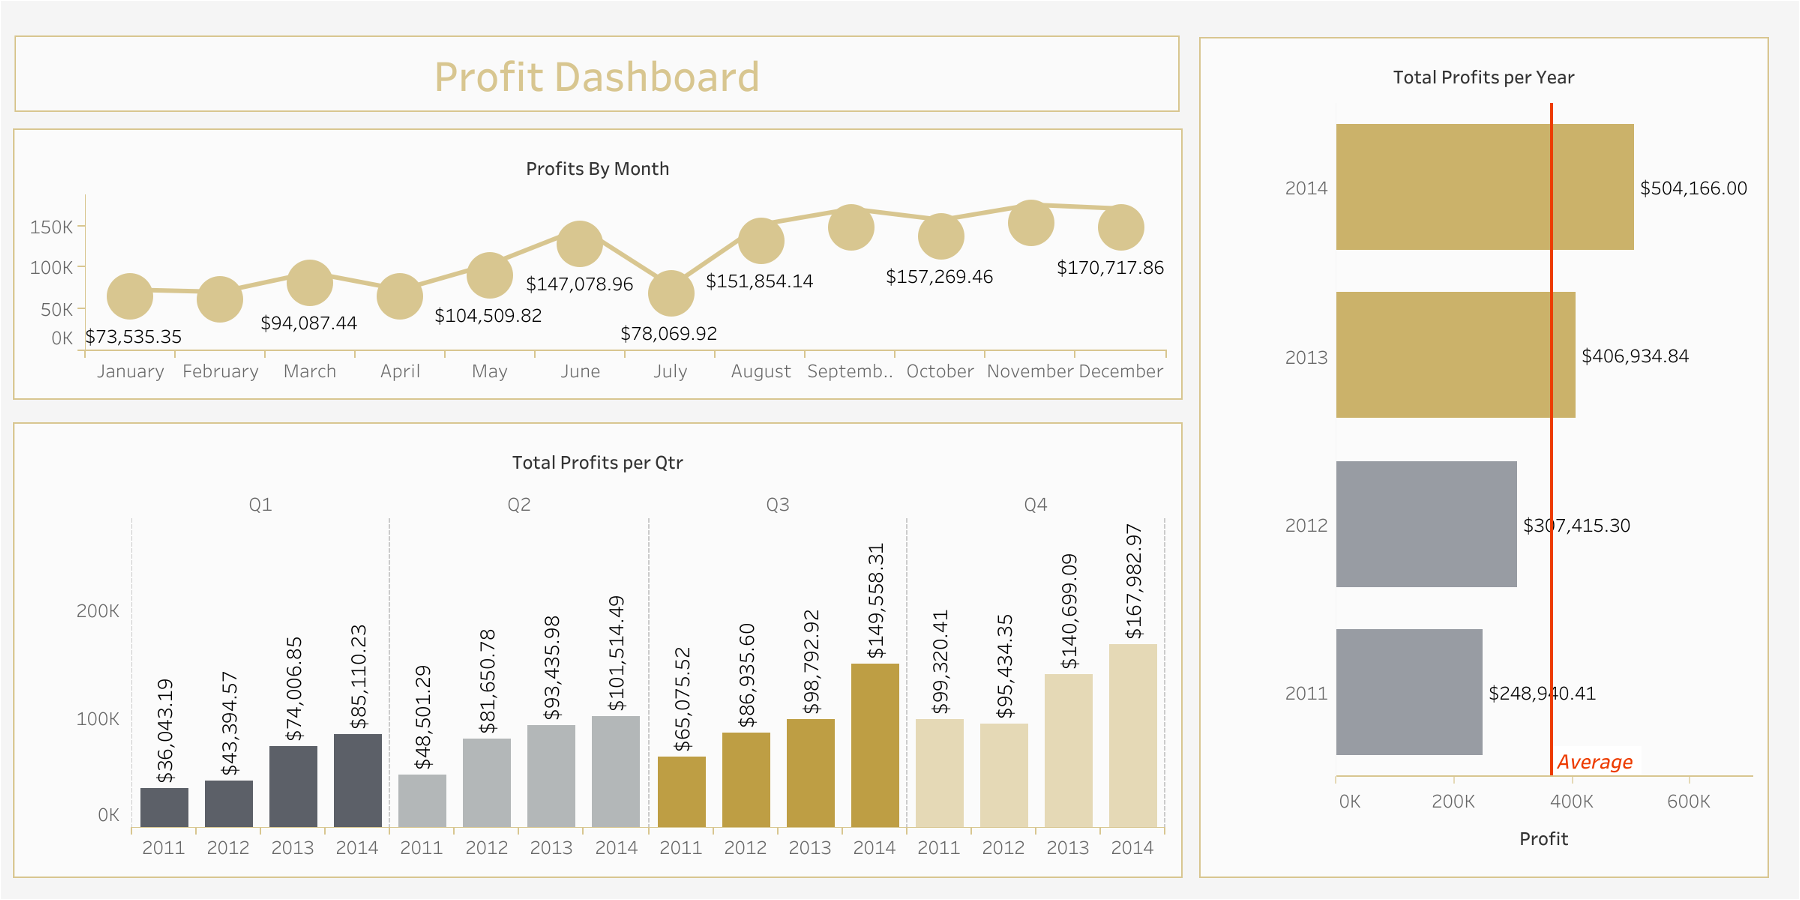 Profit Dashboard
Profits By Month
150K
100K
50K
0K
$73,535.35
$94,087.44
$104,509.82
$147,078.96
$78,069.92
$151,854.14
$157,269.46
$170,717.86
January February March April May June July August Septemb.. October November December
Total Profits per Qtr
Q1 Q2 Q3 Q4
200K
100K
0K
$36,043.19
$43,394.57
$74,006.85
$85,110.23
$48,501.29
$81,650.78
$93,435.98
$101,514.49
$65,075.52
$86,935.60
$98,792.92
$149,558.31
$99,320.41
$95,434.35
$140,699.09
$167,982.97
2011 2012 2013 2014 2011 2012 2013 2014 2011 2012 2013 2014 2011 2012 2013 2014
Total Profits per Year
2014 $504,166.00
2013 $406,934.84
2012 $307,415.30
2011 $248,940.41
Average
0K 200K 400K 600K
Profit